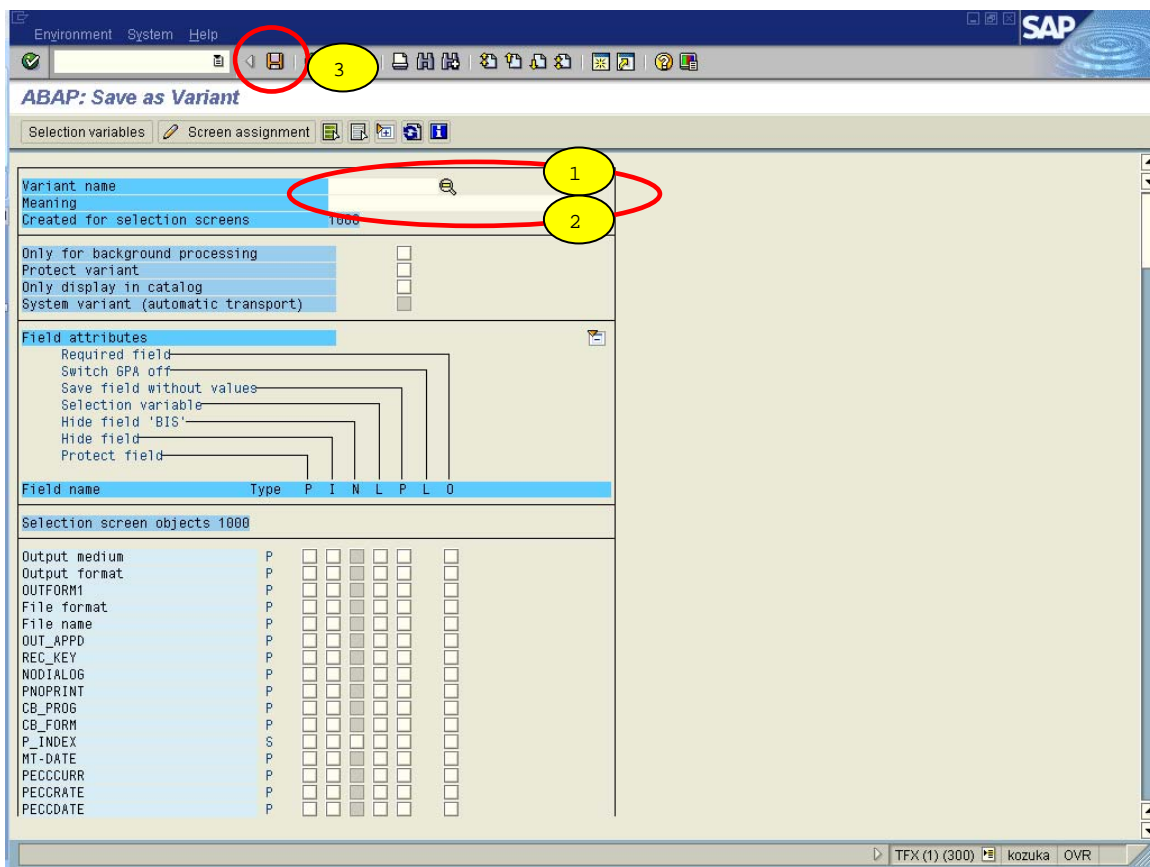 Environment System Help
SAP
3
ABAP: Save as Variant
Selection variables Screen assignment
1
Variant name
Meaning
Created for selection screens 1000
2
Only for background processing
Protect variant
Only display in catalog
System variant (automatic transport)
Field attributes
Required field
Switch GPA off
Save field without values
Selection variable
Hide field 'BIS'
Hide field
Protect field
Field name Type P I N L P L O
Selection screen objects 1000
Output medium P
Output format P
OUTFORM1 P
File format P
File name P
OUT_APPD P
REC_KEY P
NODIALOG P
PNOPRINT P
CB_PROG P
CB_FORM P
P_INDEX S
MT-DATE P
PECCCURR P
PECCRATE P
PECCDATE P
TFX (1) (300) kozuka OVR